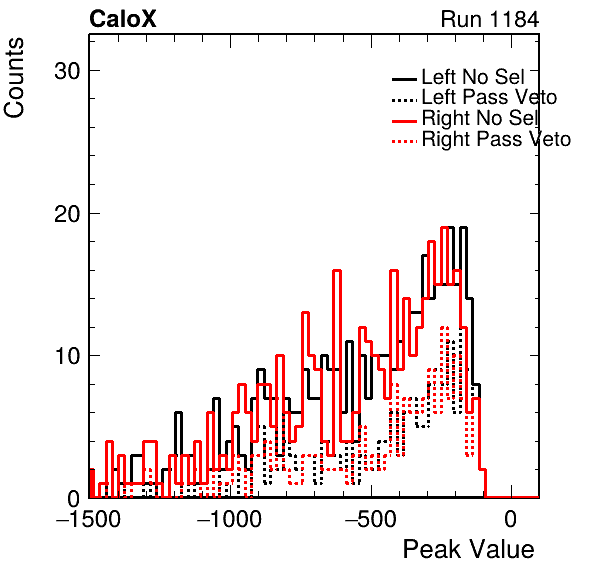 CaloX Run 1184
Counts
30
20
10
0
Left No Sel
Left Pass Veto
Right No Sel
Right Pass Veto
−1500 −1000 −500 0
Peak Value